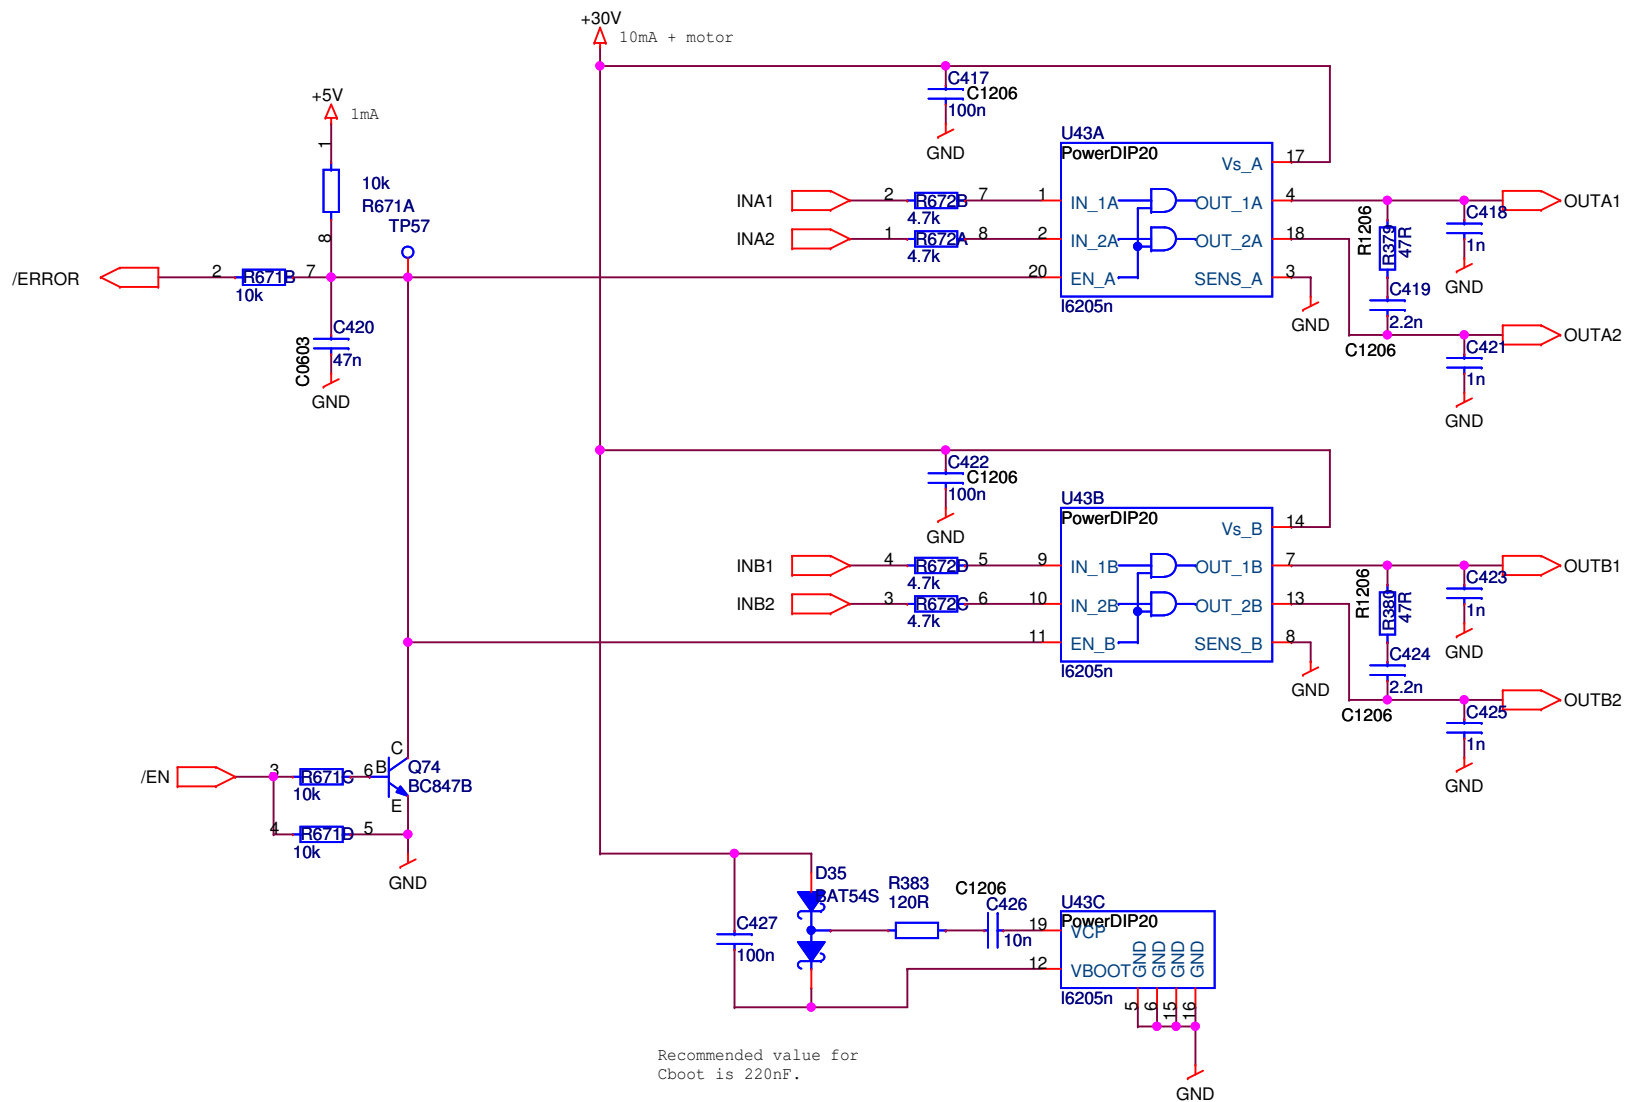 +30V
10mA + motor
C417
C1206
100n
GND
+5V
1mA
1
10k
R671A
8
TP57
/ERROR
2
R671B
7
10k
C420
C0603
47n
GND
U43A
PowerDIP20
Vs_A
17
INA1
2
R672B
7
4.7k
1
IN_1A
OUT_1A
4
INA2
1
R672A
8
4.7k
2
IN_2A
OUT_2A
18
20
EN_A
SENS_A
3
l6205n
GND
R1206
R379
47R
C418
1n
GND
OUTA1
C419
2.2n
C1206
OUTA2
C421
1n
GND
C422
C1206
100n
GND
U43B
PowerDIP20
Vs_B
14
INB1
4
R672D
5
4.7k
9
IN_1B
OUT_1B
7
INB2
3
R672C
6
4.7k
10
IN_2B
OUT_2B
13
11
EN_B
SENS_B
8
l6205n
GND
R1206
R380
47R
C423
1n
GND
OUTB1
C424
2.2n
C1206
OUTB2
C425
1n
GND
/EN
3
R671C
6
10k
B
C
E
Q74
BC847B
4
R671D
5
10k
GND
C427
100n
D35
BAT54S
R383
120R
C1206
C426
10n
U43C
PowerDIP20
19
VCP
12
VBOOT
GND
GND
GND
GND
l6205n
5
6
15
16
GND
Recommended value for
Cboot is 220nF.